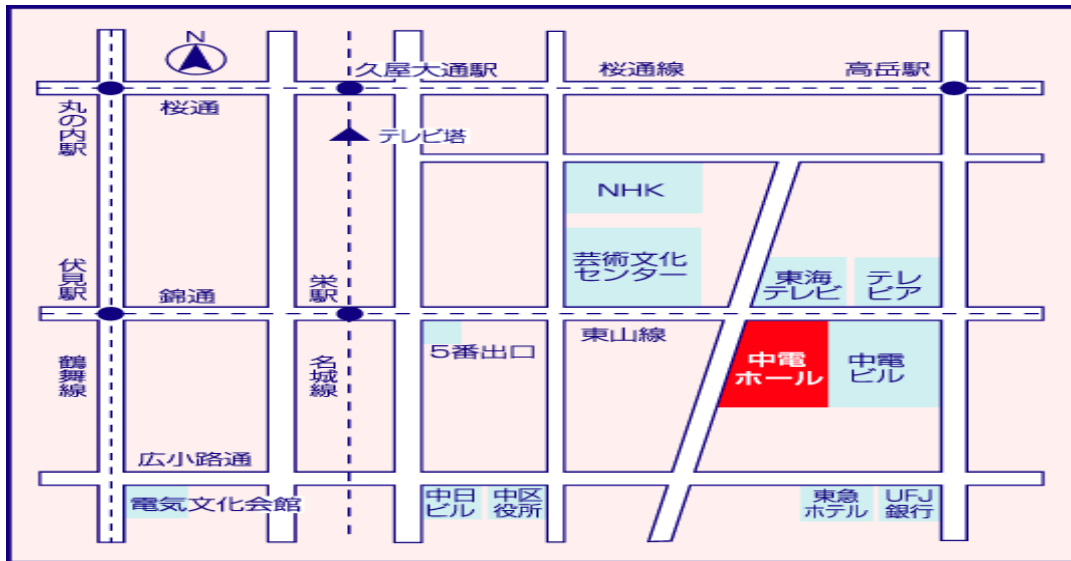 N
久屋大通駅
桜通線
高岳駅
丸の内駅
桜通
テレビ塔
NHK
芸術文化
センター
伏見駅
錦通
栄駅
東海
テレビ
テレ
ピア
5番出口
東山線
鶴舞線
名城線
中電
ホール
中電
ビル
広小路通
電気文化会館
中日
ビル
中区
役所
東急
ホテル
UFJ
銀行